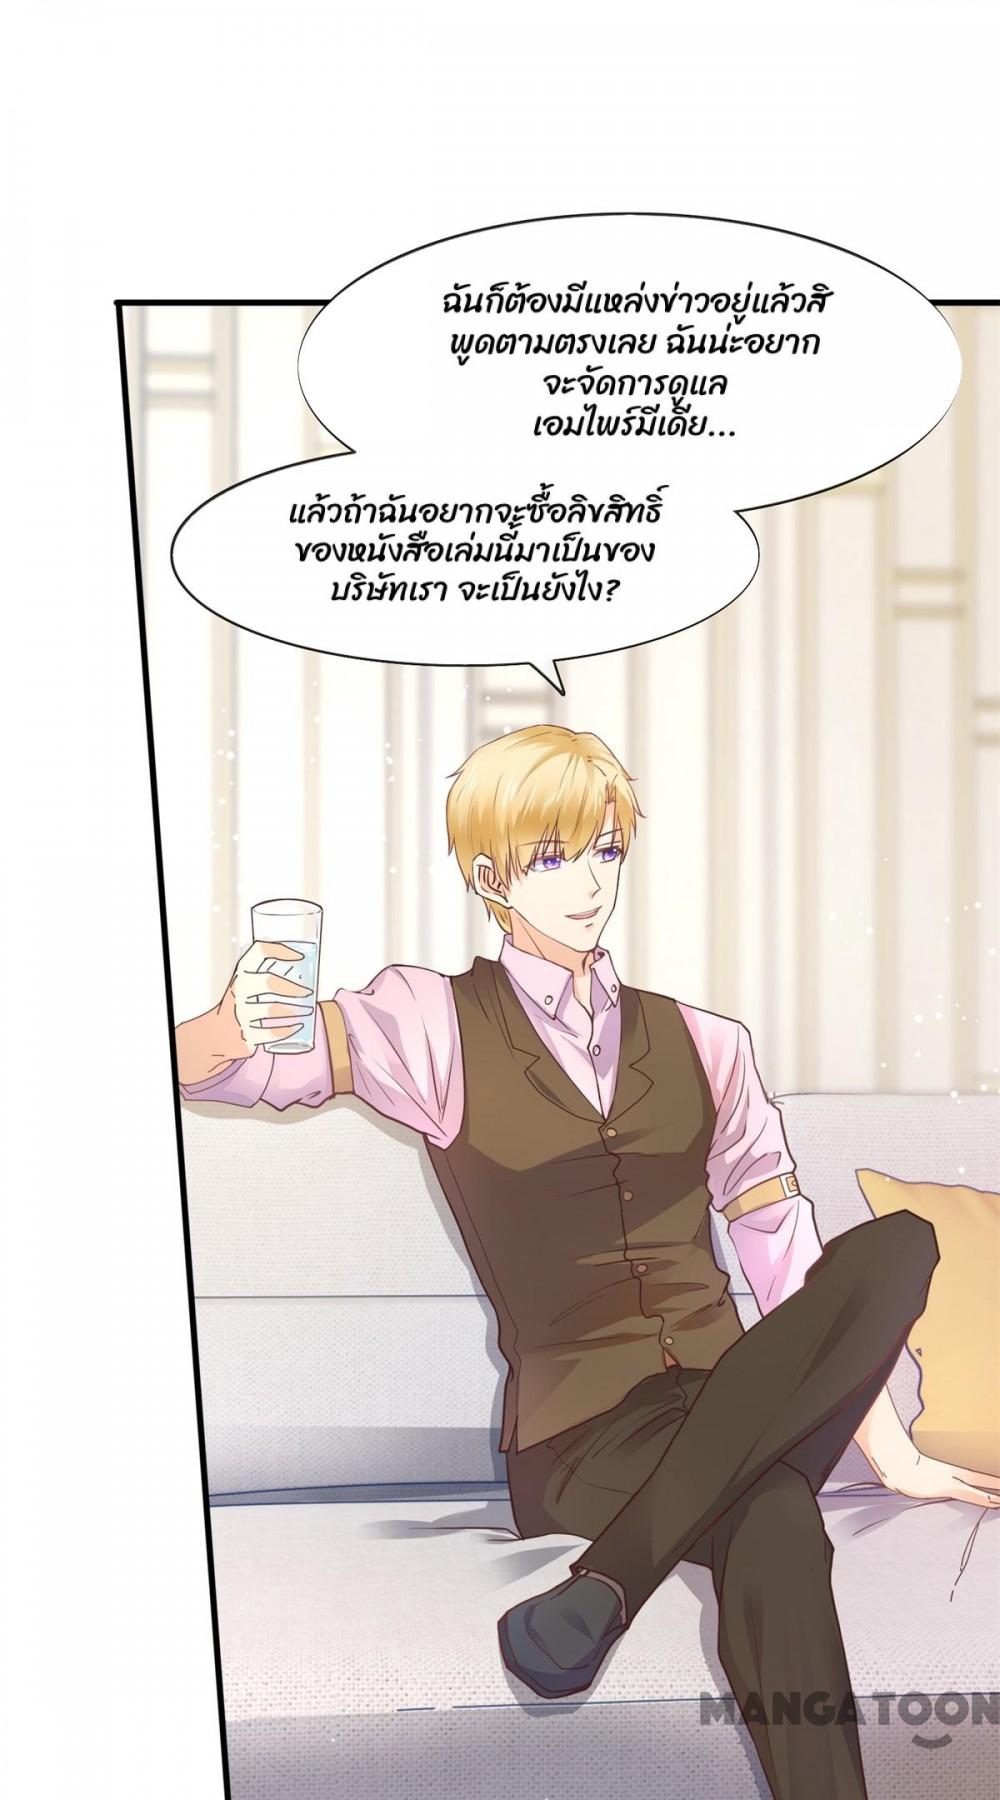 ฉันก็ต้องมีแหล่งข่าวอยู่แล้วสิ
พูดตามตรงเลย ฉันน่ะอยาก
จะจัดการดูแล
เอมไพร์มีเดีย...
แล้วถ้าฉันอยากจะซื้อลิขสิทธิ์
ของหนังสือเล่มนี้มาเป็นของ
บริษัทเรา จะเป็นยังไง?
MANGATOON